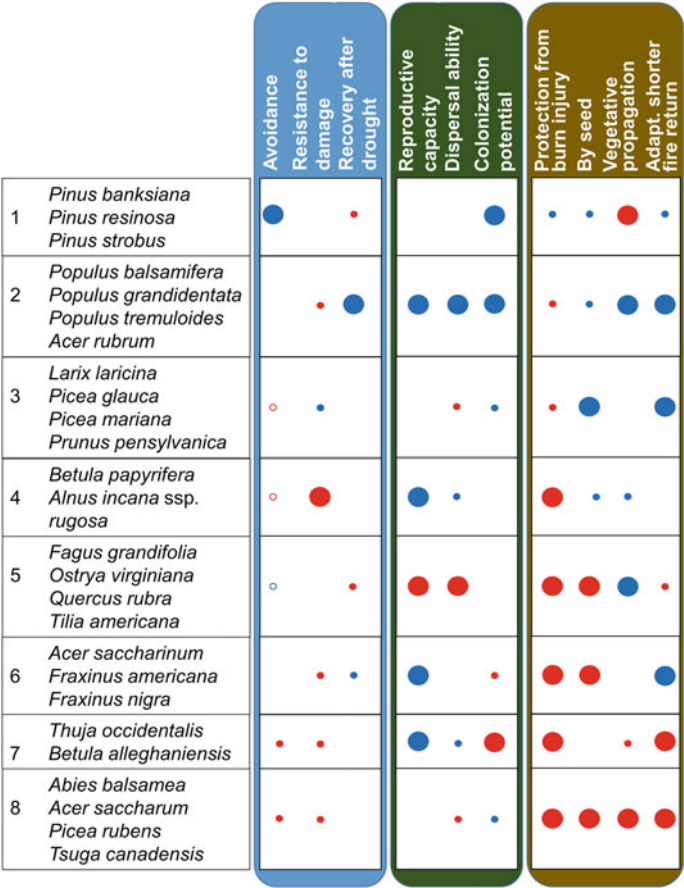 Avoidance
Resistance to
damage
Recovery after
drought
Reproductive
capacity
Dispersal ability
Colonization
potential
Protection from
burn injury
By seed
Vegetative
propagation
Adapt. shorter
fire return
1
Pinus banksiana
Pinus resinosa
Pinus strobus
2
Populus balsamifera
Populus grandidentata
Populus tremuloides
Acer rubrum
3
Larix laricina
Picea glauca
Picea mariana
Prunus pensylvanica
4
Betula papyrifera
Alnus incana ssp.
rugosa
5
Fagus grandifolia
Ostrya virginiana
Quercus rubra
Tilia americana
6
Acer saccharinum
Fraxinus americana
Fraxinus nigra
7
Thuja occidentalis
Betula alleghaniensis
8
Abies balsamea
Acer saccharum
Picea rubens
Tsuga canadensis